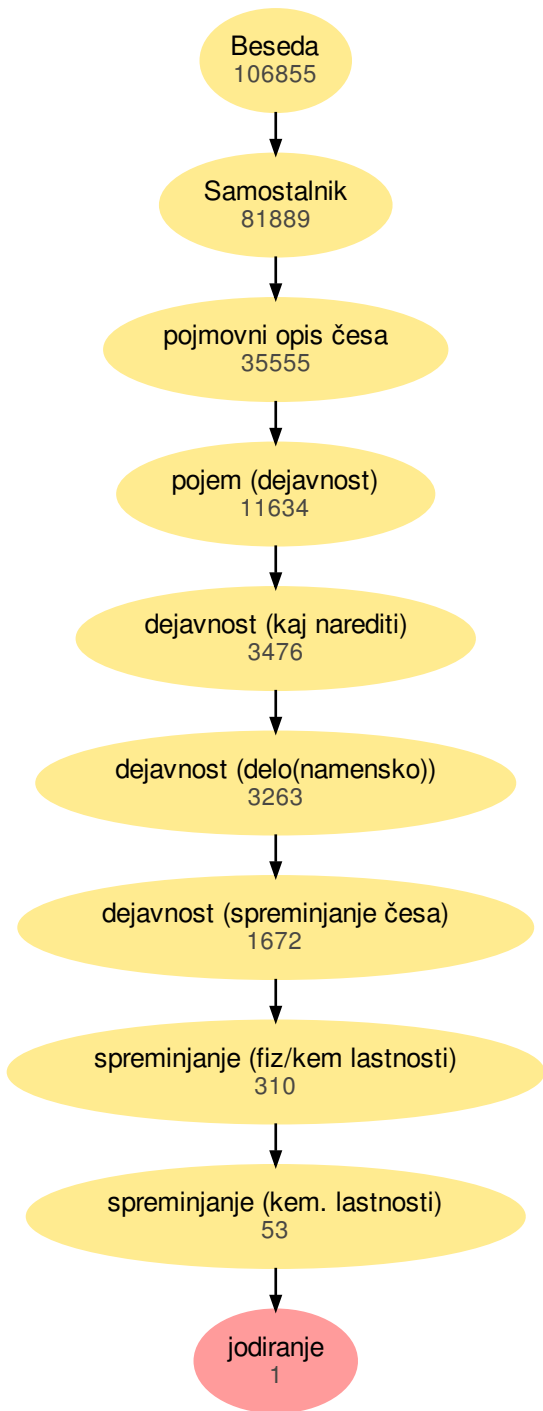 Beseda
106855
Samostalnik
81889
pojmovni opis česa
35555
pojem (dejavnost)
11634
dejavnost (kaj narediti)
3476
dejavnost (delo(namensko))
3263
dejavnost (spreminjanje česa)
1672
spreminjanje (fiz/kem lastnosti)
310
spreminjanje (kem. lastnosti)
53
jodiranje
1